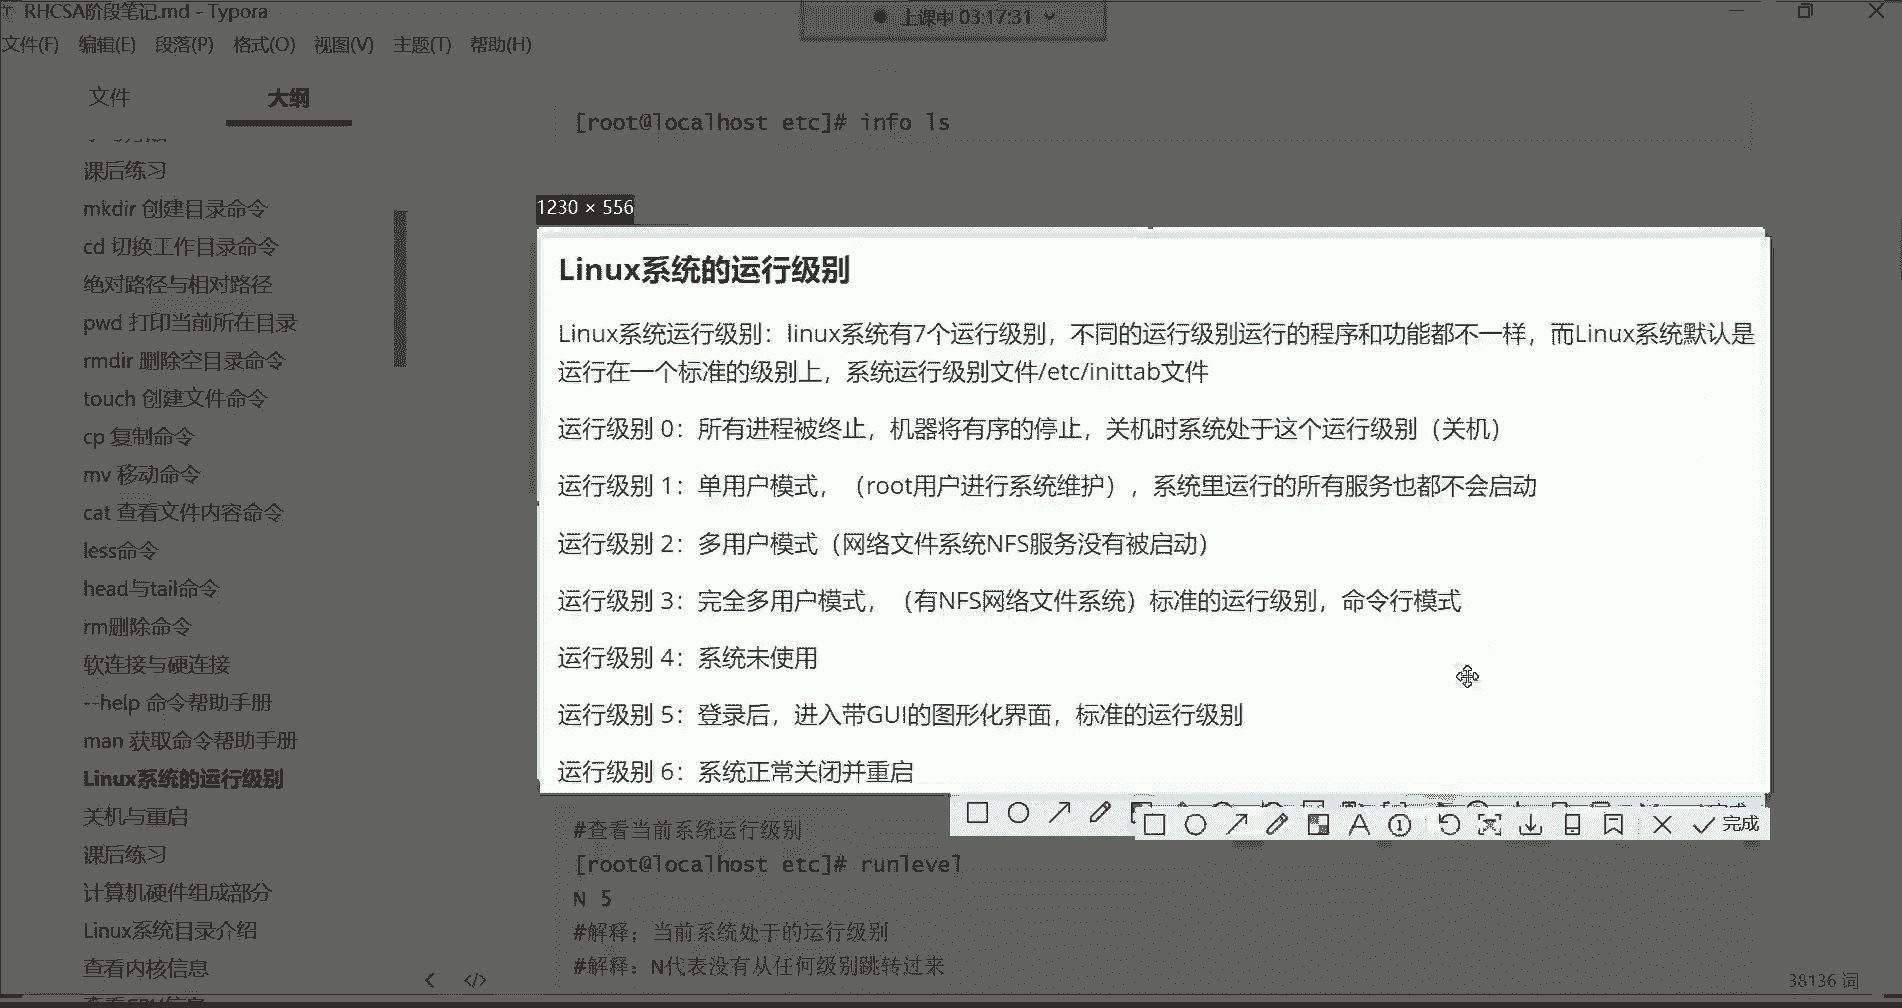 RHCSA阶段笔记.md - Typora
上课中 03:17:31
文件(F) 编辑(E) 段落(P) 格式(O) 视图(V) 主题(T) 帮助(H)
文件 大纲
课后练习
mkdir 创建目录命令
cd 切换工作目录命令
绝对路径与相对路径
pwd 打印当前所在目录
rmdir 删除空目录命令
touch 创建文件命令
cp 复制命令
mv 移动命令
cat 查看文件内容命令
less命令
head与tail命令
rm删除命令
软连接与硬连接
--help 命令帮助手册
man 获取命令帮助手册
Linux系统的运行级别
关机与重启
课后练习
计算机硬件组成部分
Linux系统目录介绍
查看内核信息
[root@localhost etc]# info ls
1230 × 556
Linux系统的运行级别
Linux系统运行级别：linux系统有7个运行级别，不同的运行级别运行的程序和功能都不一样，而Linux系统默认是
运行在一个标准的级别上，系统运行级别文件/etc/inittab文件
运行级别 0：所有进程被终止，机器将有序的停止，关机时系统处于这个运行级别（关机）
运行级别 1：单用户模式，（root用户进行系统维护），系统里运行的所有服务也都不会启动
运行级别 2：多用户模式（网络文件系统NFS服务没有被启动）
运行级别 3：完全多用户模式，（有NFS网络文件系统）标准的运行级别，命令行模式
运行级别 4：系统未使用
运行级别 5：登录后，进入带GUI的图形化界面，标准的运行级别
运行级别 6：系统正常关闭并重启
完成
#查看当前系统运行级别
[root@localhost etc]# runlevel
N 5
#解释；当前系统处于的运行级别
#解释：N代表没有从任何级别跳转过来
38136 词